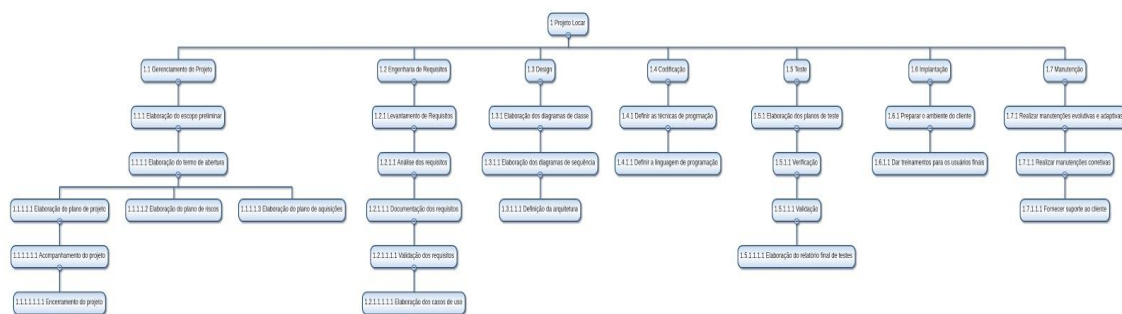 1 Projeto Locar
1.1 Gerenciamento de Projeto
1.2 Engenharia de Requisitos
1.3 Design
1.4 Codificação
1.5 Teste
1.6 Implantação
1.7 Manutenção
1.1.1 Elaboração do escopo preliminar
1.2.1 Levantamento de Requisitos
1.3.1 Elaboração dos diagramas de classe
1.4.1 Definir as técnicas de progrmação
1.5.1 Elaboração dos planos de teste
1.6.1 Preparar o ambiente do cliente
1.7.1 Realizar manutenções evolutivas e adaptivas
1.1.1.1 Elaboração do termo de abertura
1.2.1.1 Análise dos requisitos
1.3.1.1 Elaboração dos diagramas de sequência
1.4.1.1 Definir a linguagem de programação
1.5.1.1 Verificação
1.6.1.1 Dar treinamentos para os usuários finais
1.7.1.1 Realizar manutenções corretivas
1.1.1.1.1 Elaboração do plano de projeto
1.1.1.1.2 Elaboração do plano de riscos
1.1.1.1.3 Elaboração do plano de aquisições
1.2.1.1.1 Documentação dos requisitos
1.3.1.1.1 Definição da arquitetura
1.5.1.1.1 Validação
1.7.1.1.1 Fornecer suporte ao cliente
1.1.1.1.1.1 Acompanhamento do projeto
1.2.1.1.1.1 Validação dos requisitos
1.5.1.1.1.1 Elaboração do relatório final de testes
1.1.1.1.1.1.1 Encerramento do projeto
1.2.1.1.1.1.1 Elaboração dos casos de uso